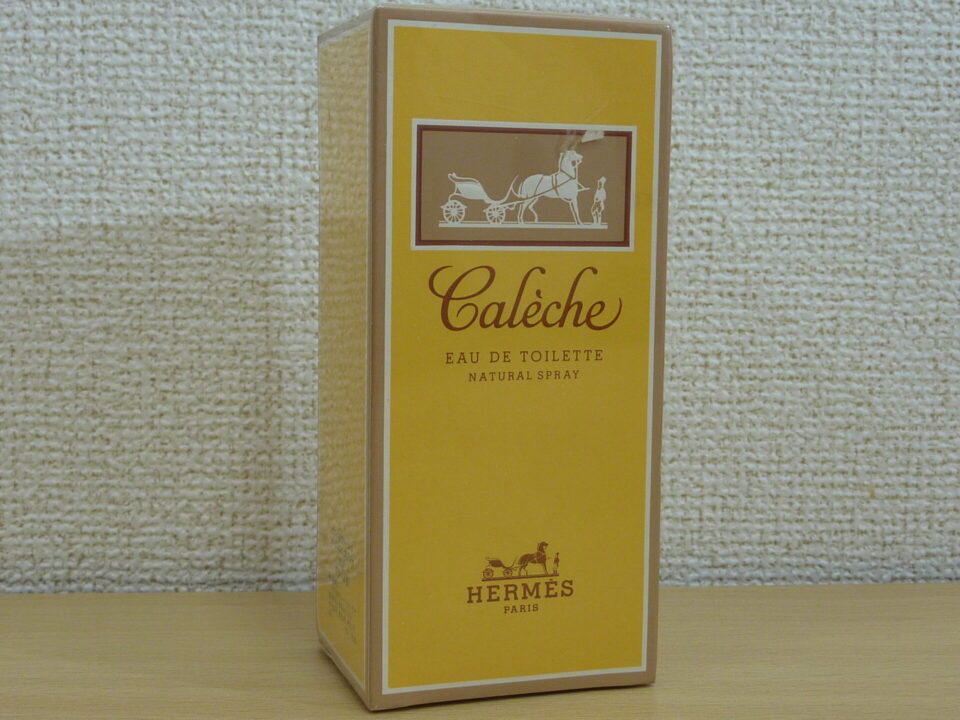 Calèche
EAU DE TOILETTE
NATURAL SPRAY
HERMÈS
PARIS